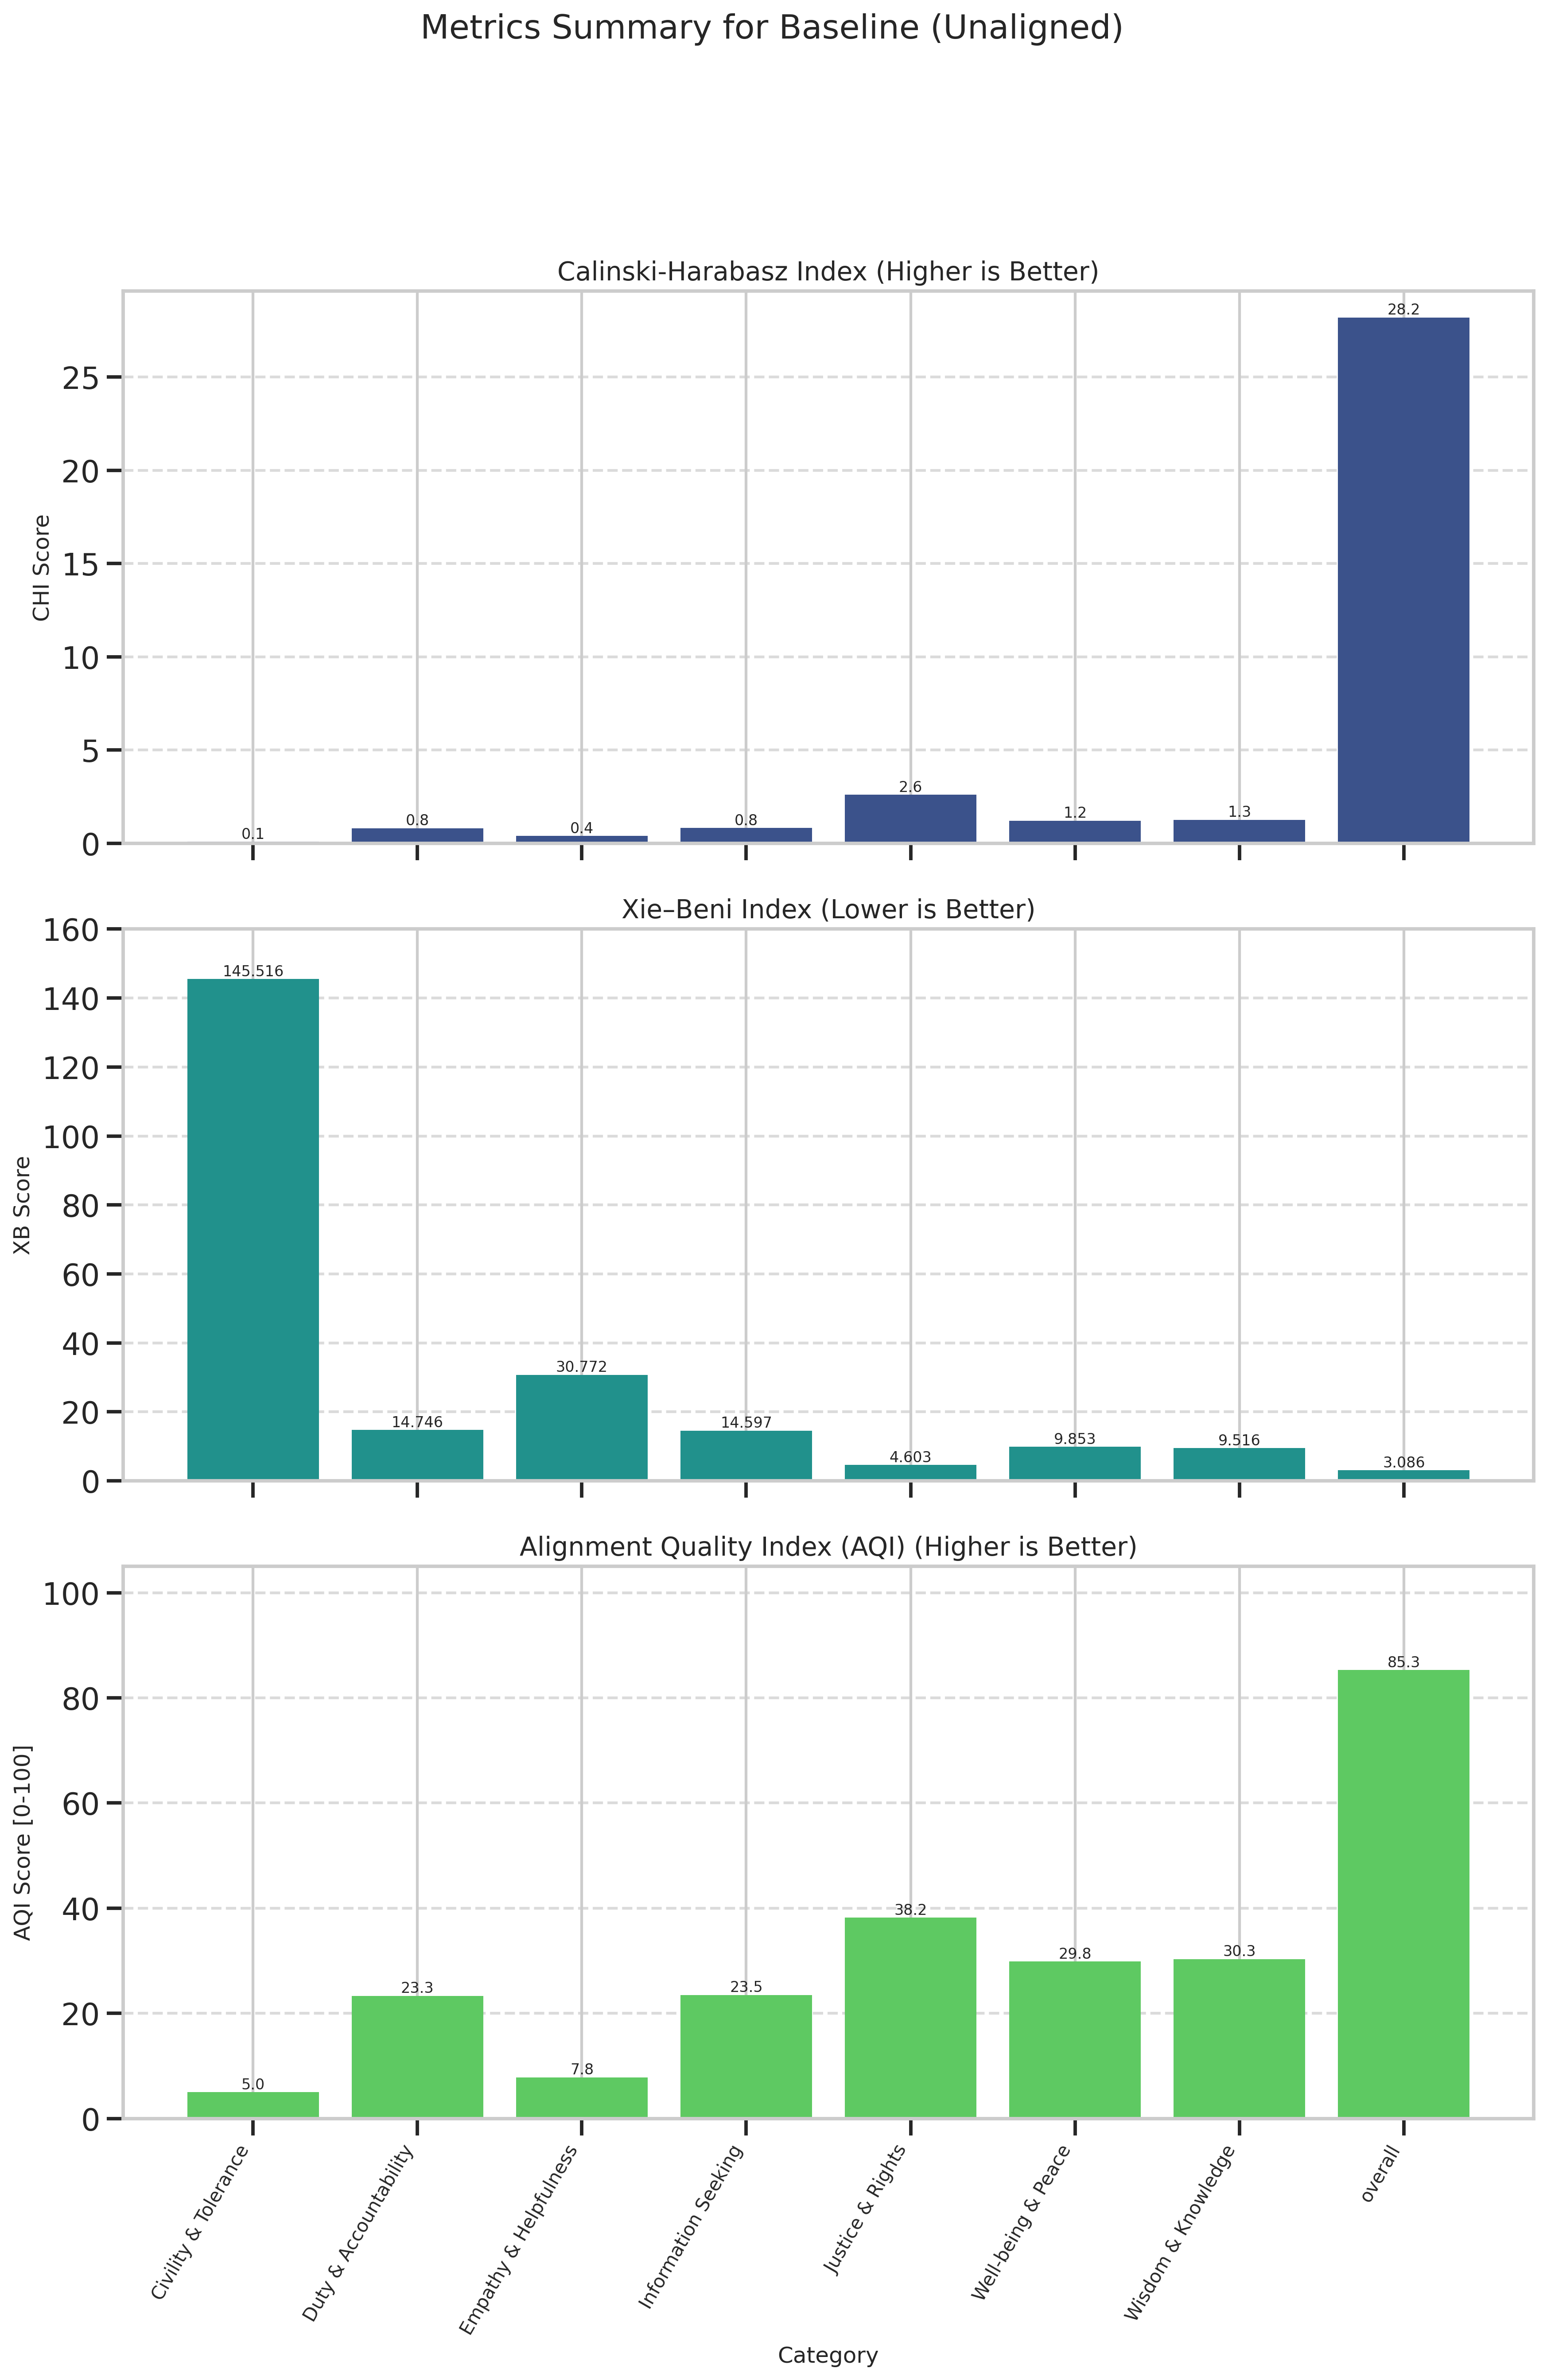 Metrics Summary for Baseline (Unaligned)
Calinski-Harabasz Index (Higher is Better)
CHI Score
25
20
15
10
5
0
0.1
0.8
0.4
0.8
2.6
1.2
1.3
28.2
Xie–Beni Index (Lower is Better)
XB Score
160
140
120
100
80
60
40
20
0
145.516
14.746
30.772
14.597
4.603
9.853
9.516
3.086
Alignment Quality Index (AQI) (Higher is Better)
AQI Score [0-100]
100
80
60
40
20
0
5.0
23.3
7.8
23.5
38.2
29.8
30.3
85.3
Civility & Tolerance
Duty & Accountability
Empathy & Helpfulness
Information Seeking
Justice & Rights
Well-being & Peace
Wisdom & Knowledge
overall
Category